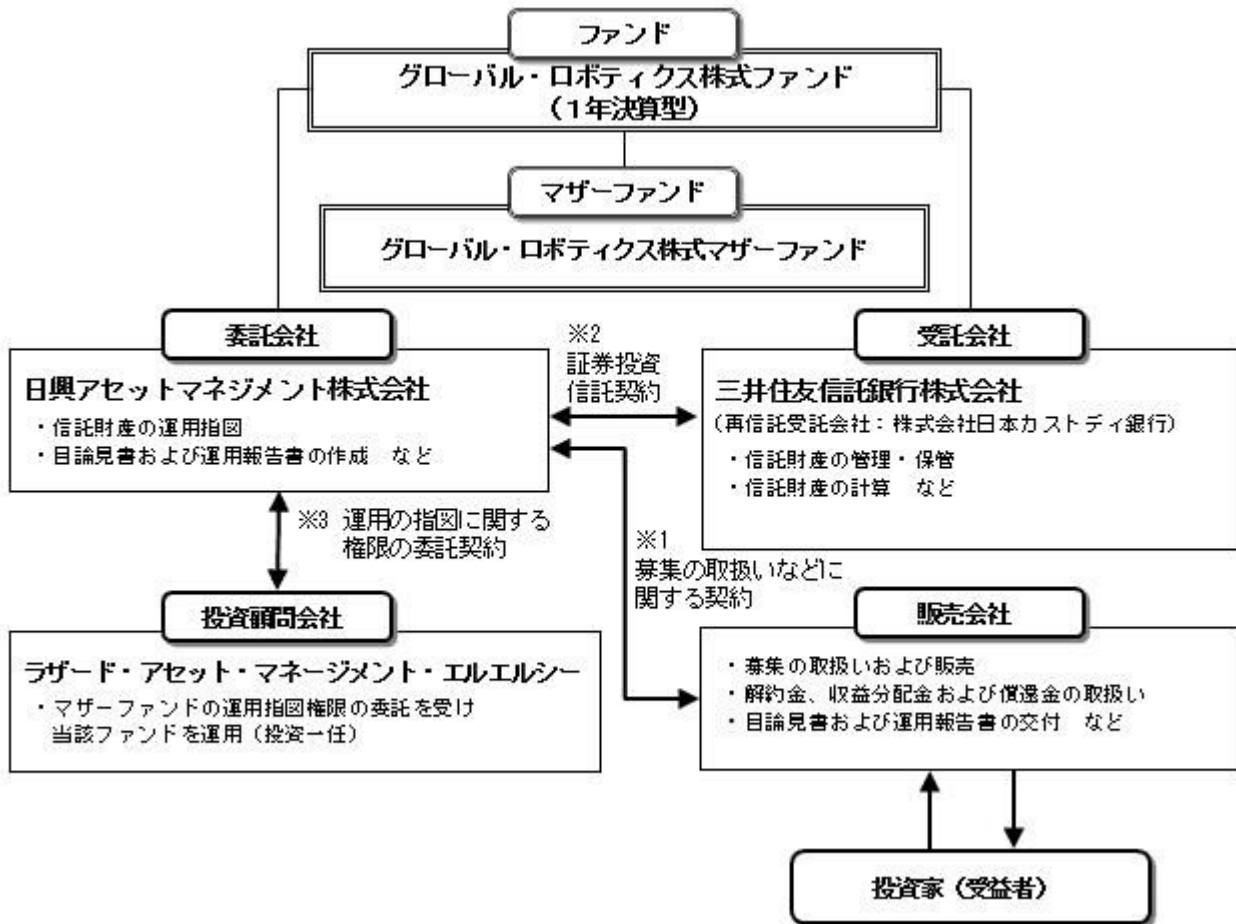 ファンド
グローバル・ロボティクス株式ファンド
（１年決算型）
マザーファンド
グローバル・ロボティクス株式マザーファンド
委託会社
日興アセットマネジメント株式会社
・信託財産の運用指図
・目論見書および運用報告書の作成　など
※2
証券投資
信託契約
受託会社
三井住友信託銀行株式会社
（再信託受託会社：株式会社日本カストディ銀行）
・信託財産の管理・保管
・信託財産の計算　など
※3 運用の指図に関する
権限の委託契約
※1
募集の取扱いなどに
関する契約
投資顧問会社
ラザード・アセット・マネージメント・エルエルシー
・マザーファンドの運用指図権限の委託を受け
当該ファンドを運用（投資一任）
販売会社
・募集の取扱いおよび販売
・解約金、収益分配金および償還金の取扱い
・目論見書および運用報告書の交付　など
投資家（受益者）